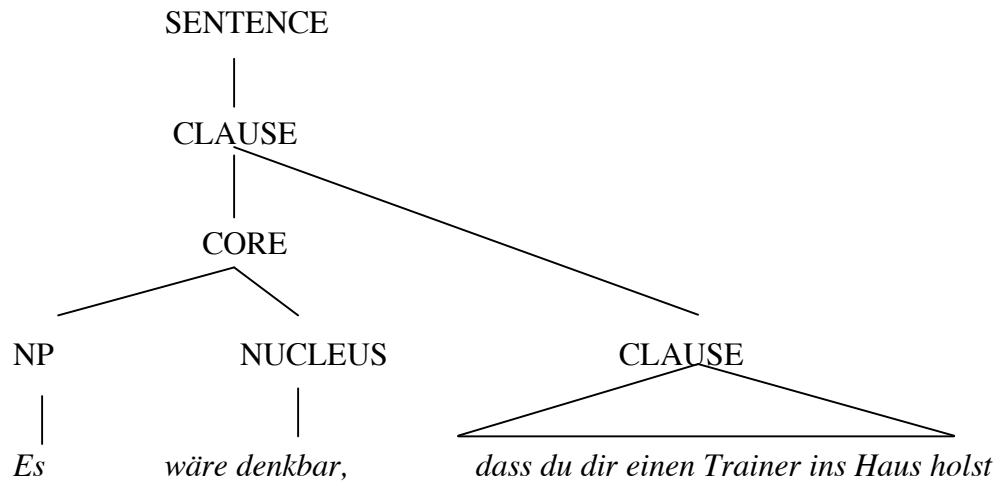 SENTENCE
CLAUSE
CORE
NP NUCLEUS CLAUSE
Es wäre denkbar, dass du dir einen Trainer ins Haus holst